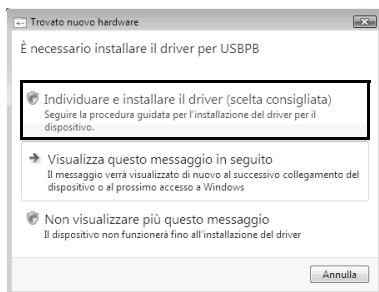 Trovato nuovo hardware
È necessario installare il driver per USBPB
Individuare e installare il driver (scelta consigliata)
Seguire la procedura guidata per l'installazione del driver per il
dispositivo.
Visualizza questo messaggio in seguito
Il messaggio verrà visualizzato di nuovo al successivo collegamento del
dispositivo o al prossimo accesso a Windows
Non visualizzare più questo messaggio
Il dispositivo non funzionerà fino all'installazione del driver
Annulla